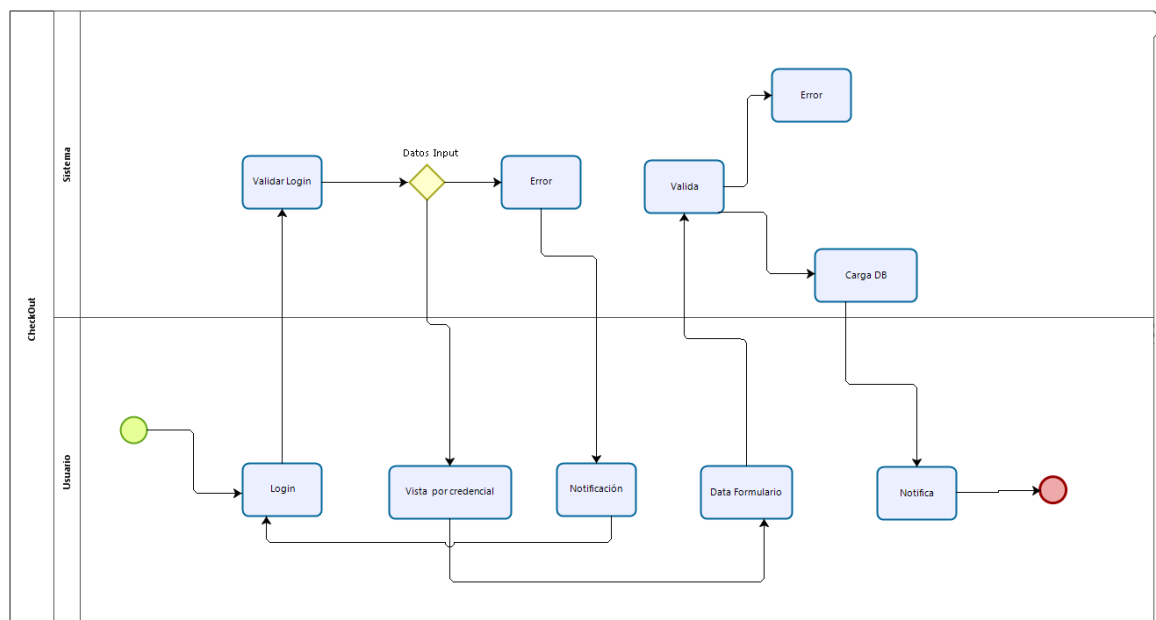 CheckOut
Sistema
Usuario
Error
Datos Input
Validar Login
Error
Valida
Carga DB
Login
Vista por credencial
Notificación
Data Formulario
Notifica